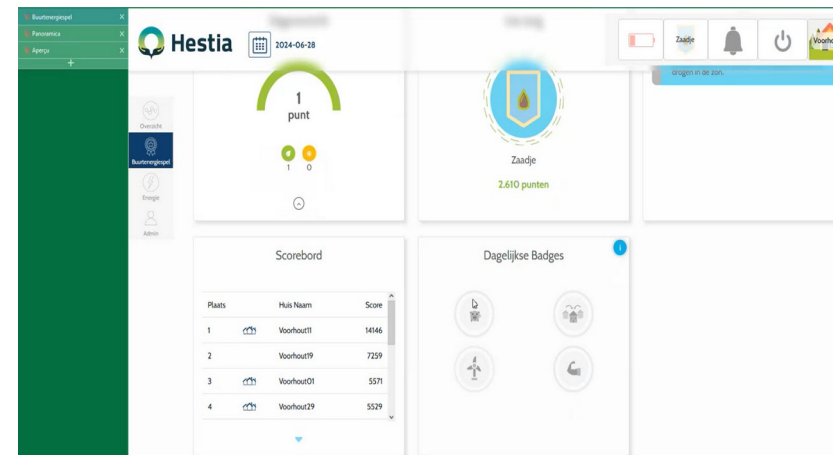 Buurtenergiespel X
Panoramica X
Aperçu X
+
Hestia
2024-06-28
Zaadje
Voorho
drogen in de zon.
1
punt
1 0
Zaadje
2.610 punten
Overzicht
Buurtenergiespel
Energie
Admin
Scorebord
Plaats Huis Naam Score
1 Voorhout11 14146
2 Voorhout19 7259
3 Voorhout01 5571
4 Voorhout29 5529
Dagelijkse Badges
i